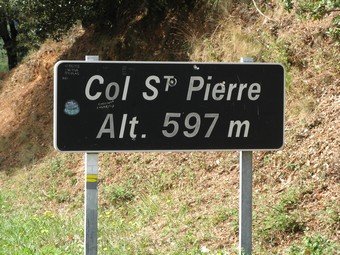 Col St Pierre
Alt. 597 m